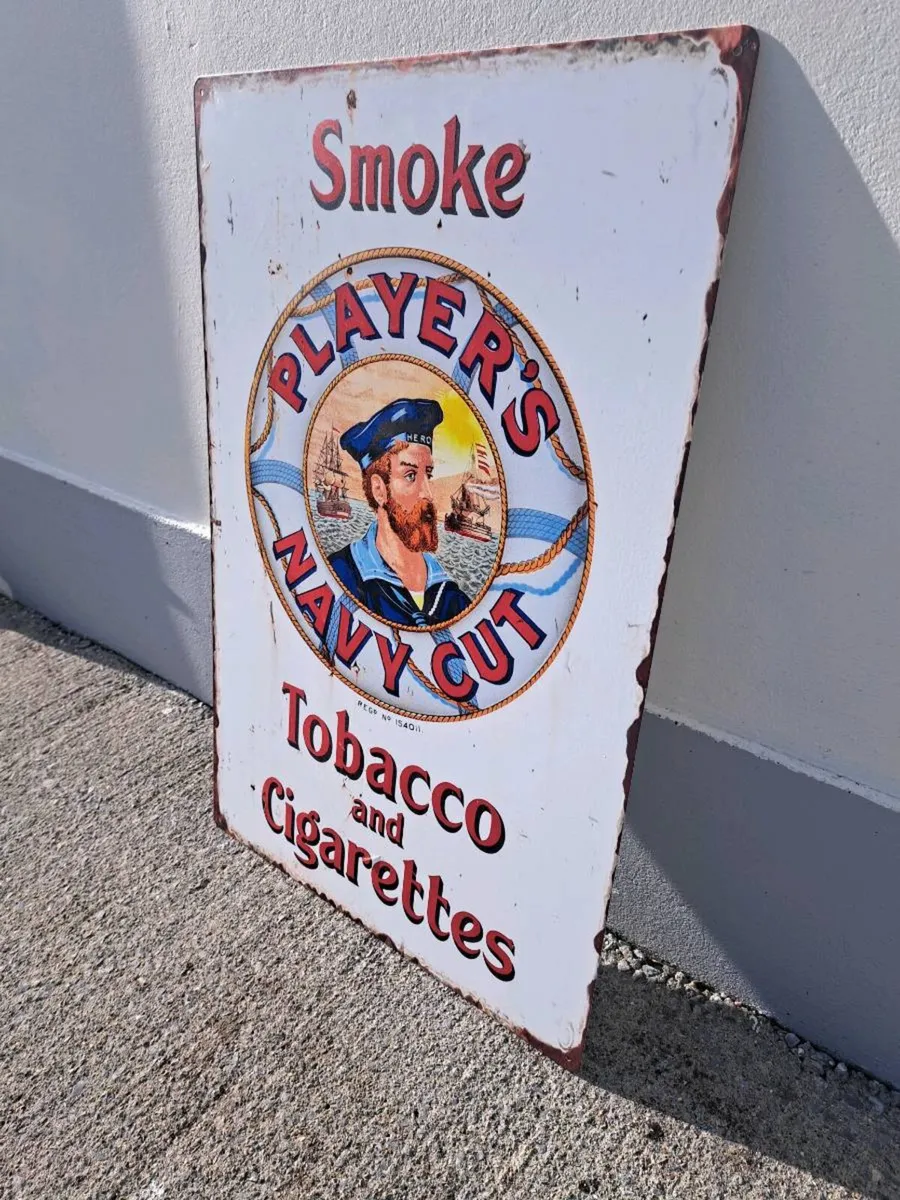 Smoke
PLAYER'S
HERO
NAVY CUT
REGD Nº 154011.
Tobacco
and
Cigarettes